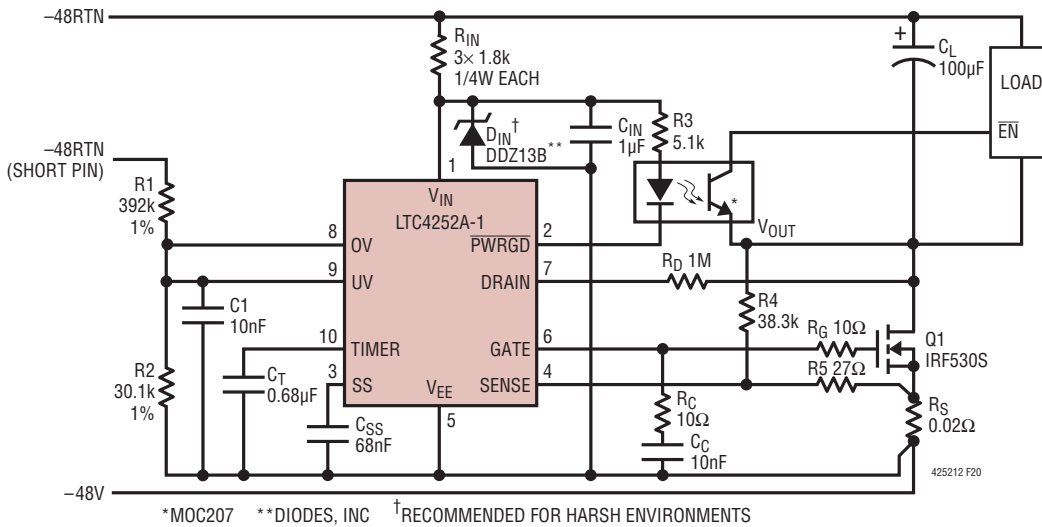 −48RTN
RIN
3× 1.8k
1/4W EACH
+
CL
100µF
LOAD
EN
−48RTN
(SHORT PIN)
DIN†
DDZ13B**
CIN
1µF
R3
5.1k
*
R1
392k
1%
1
VIN
LTC4252A-1
VOUT
8
OV
PWRGD
2
9
UV
DRAIN
7
RD 1M
C1
10nF
R4
38.3k
10
TIMER
GATE
6
RG 10Ω
Q1
IRF530S
R2
30.1k
1%
CT
0.68µF
3
SS
VEE
SENSE
4
R5 27Ω
5
RS
0.02Ω
CSS
68nF
RC
10Ω
CC
10nF
425212 F20
−48V
*MOC207 **DIODES, INC †RECOMMENDED FOR HARSH ENVIRONMENTS